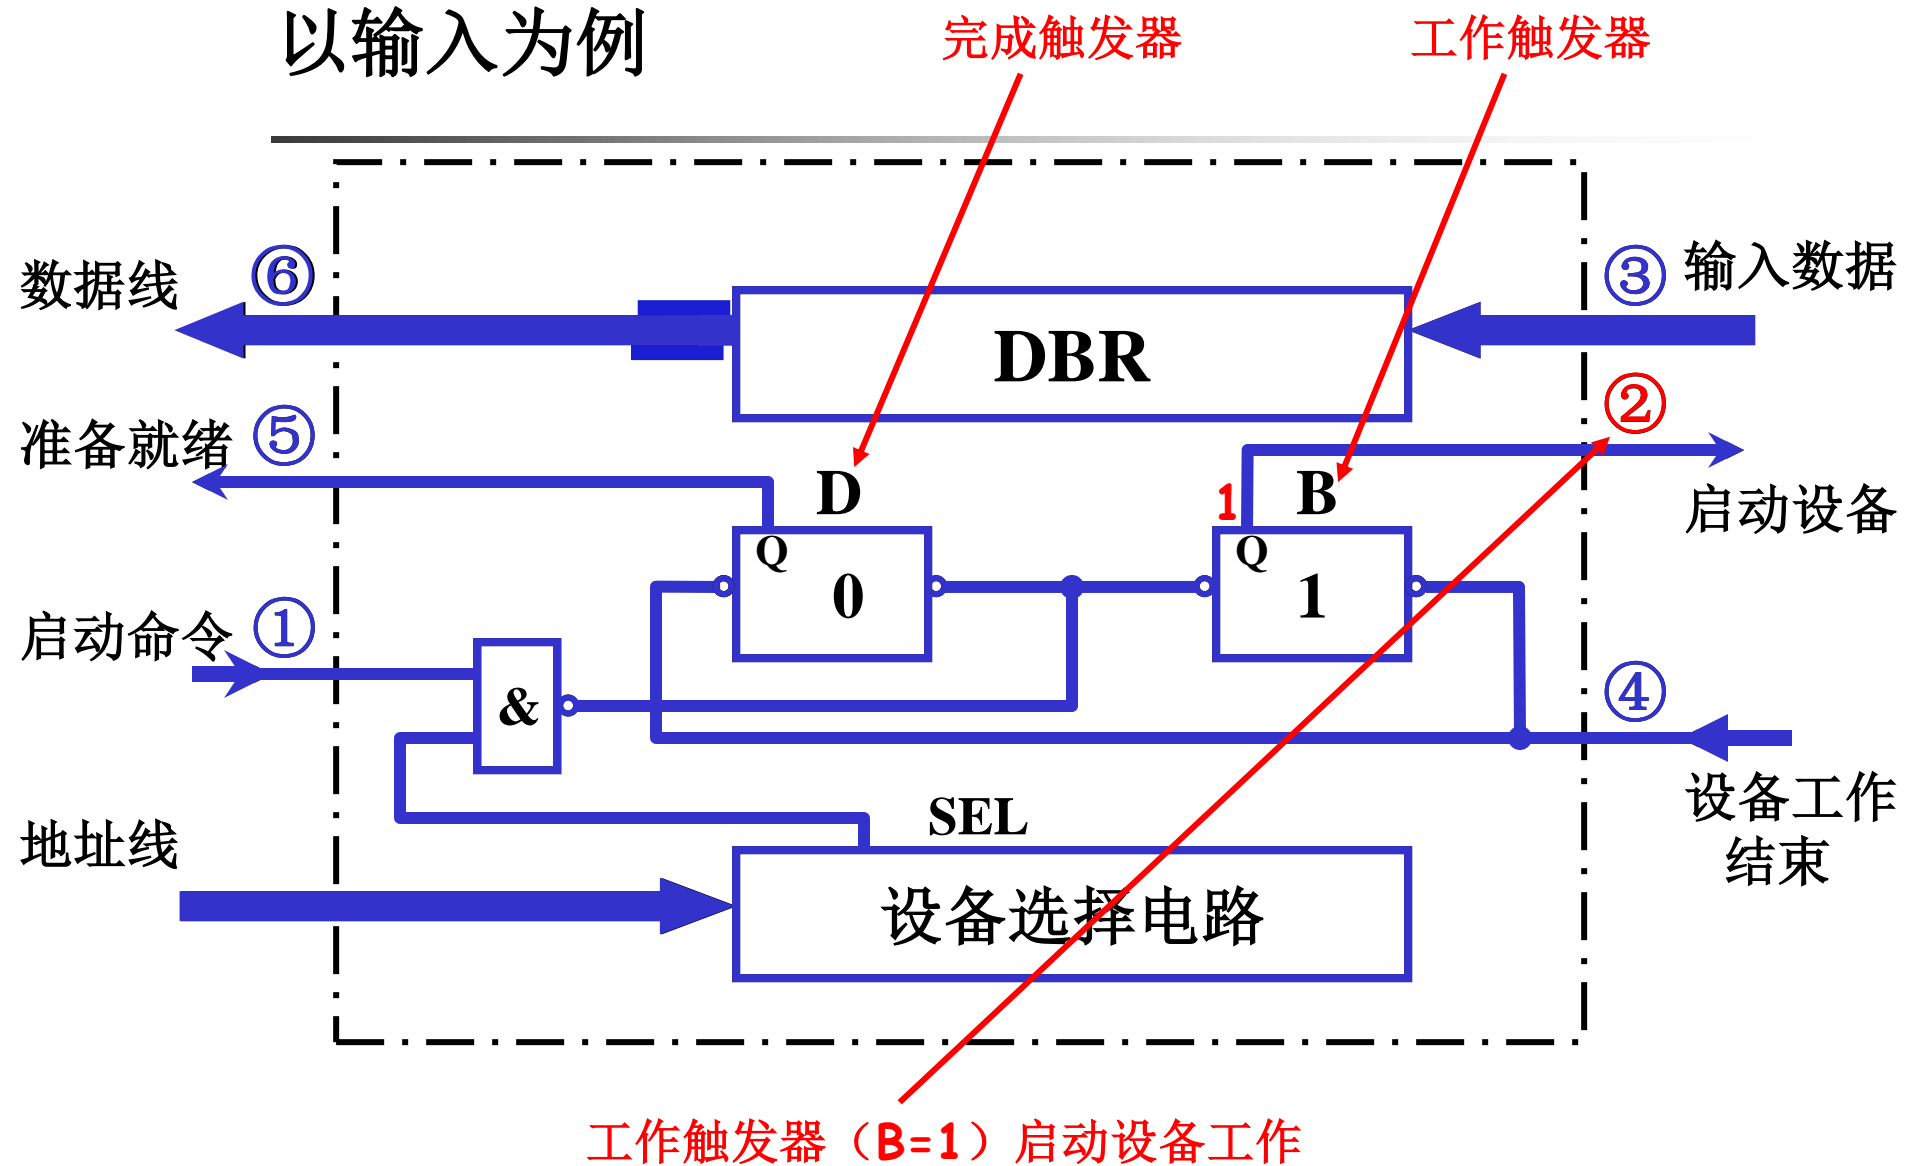 以输入为例
完成触发器
工作触发器
数据线
⑥
DBR
③
输入数据
准备就绪
⑤
②
启动设备
D
1
B
Q
0
Q
1
启动命令
①
&
④
设备工作
结束
SEL
地址线
设备选择电路
工作触发器（B=1）启动设备工作